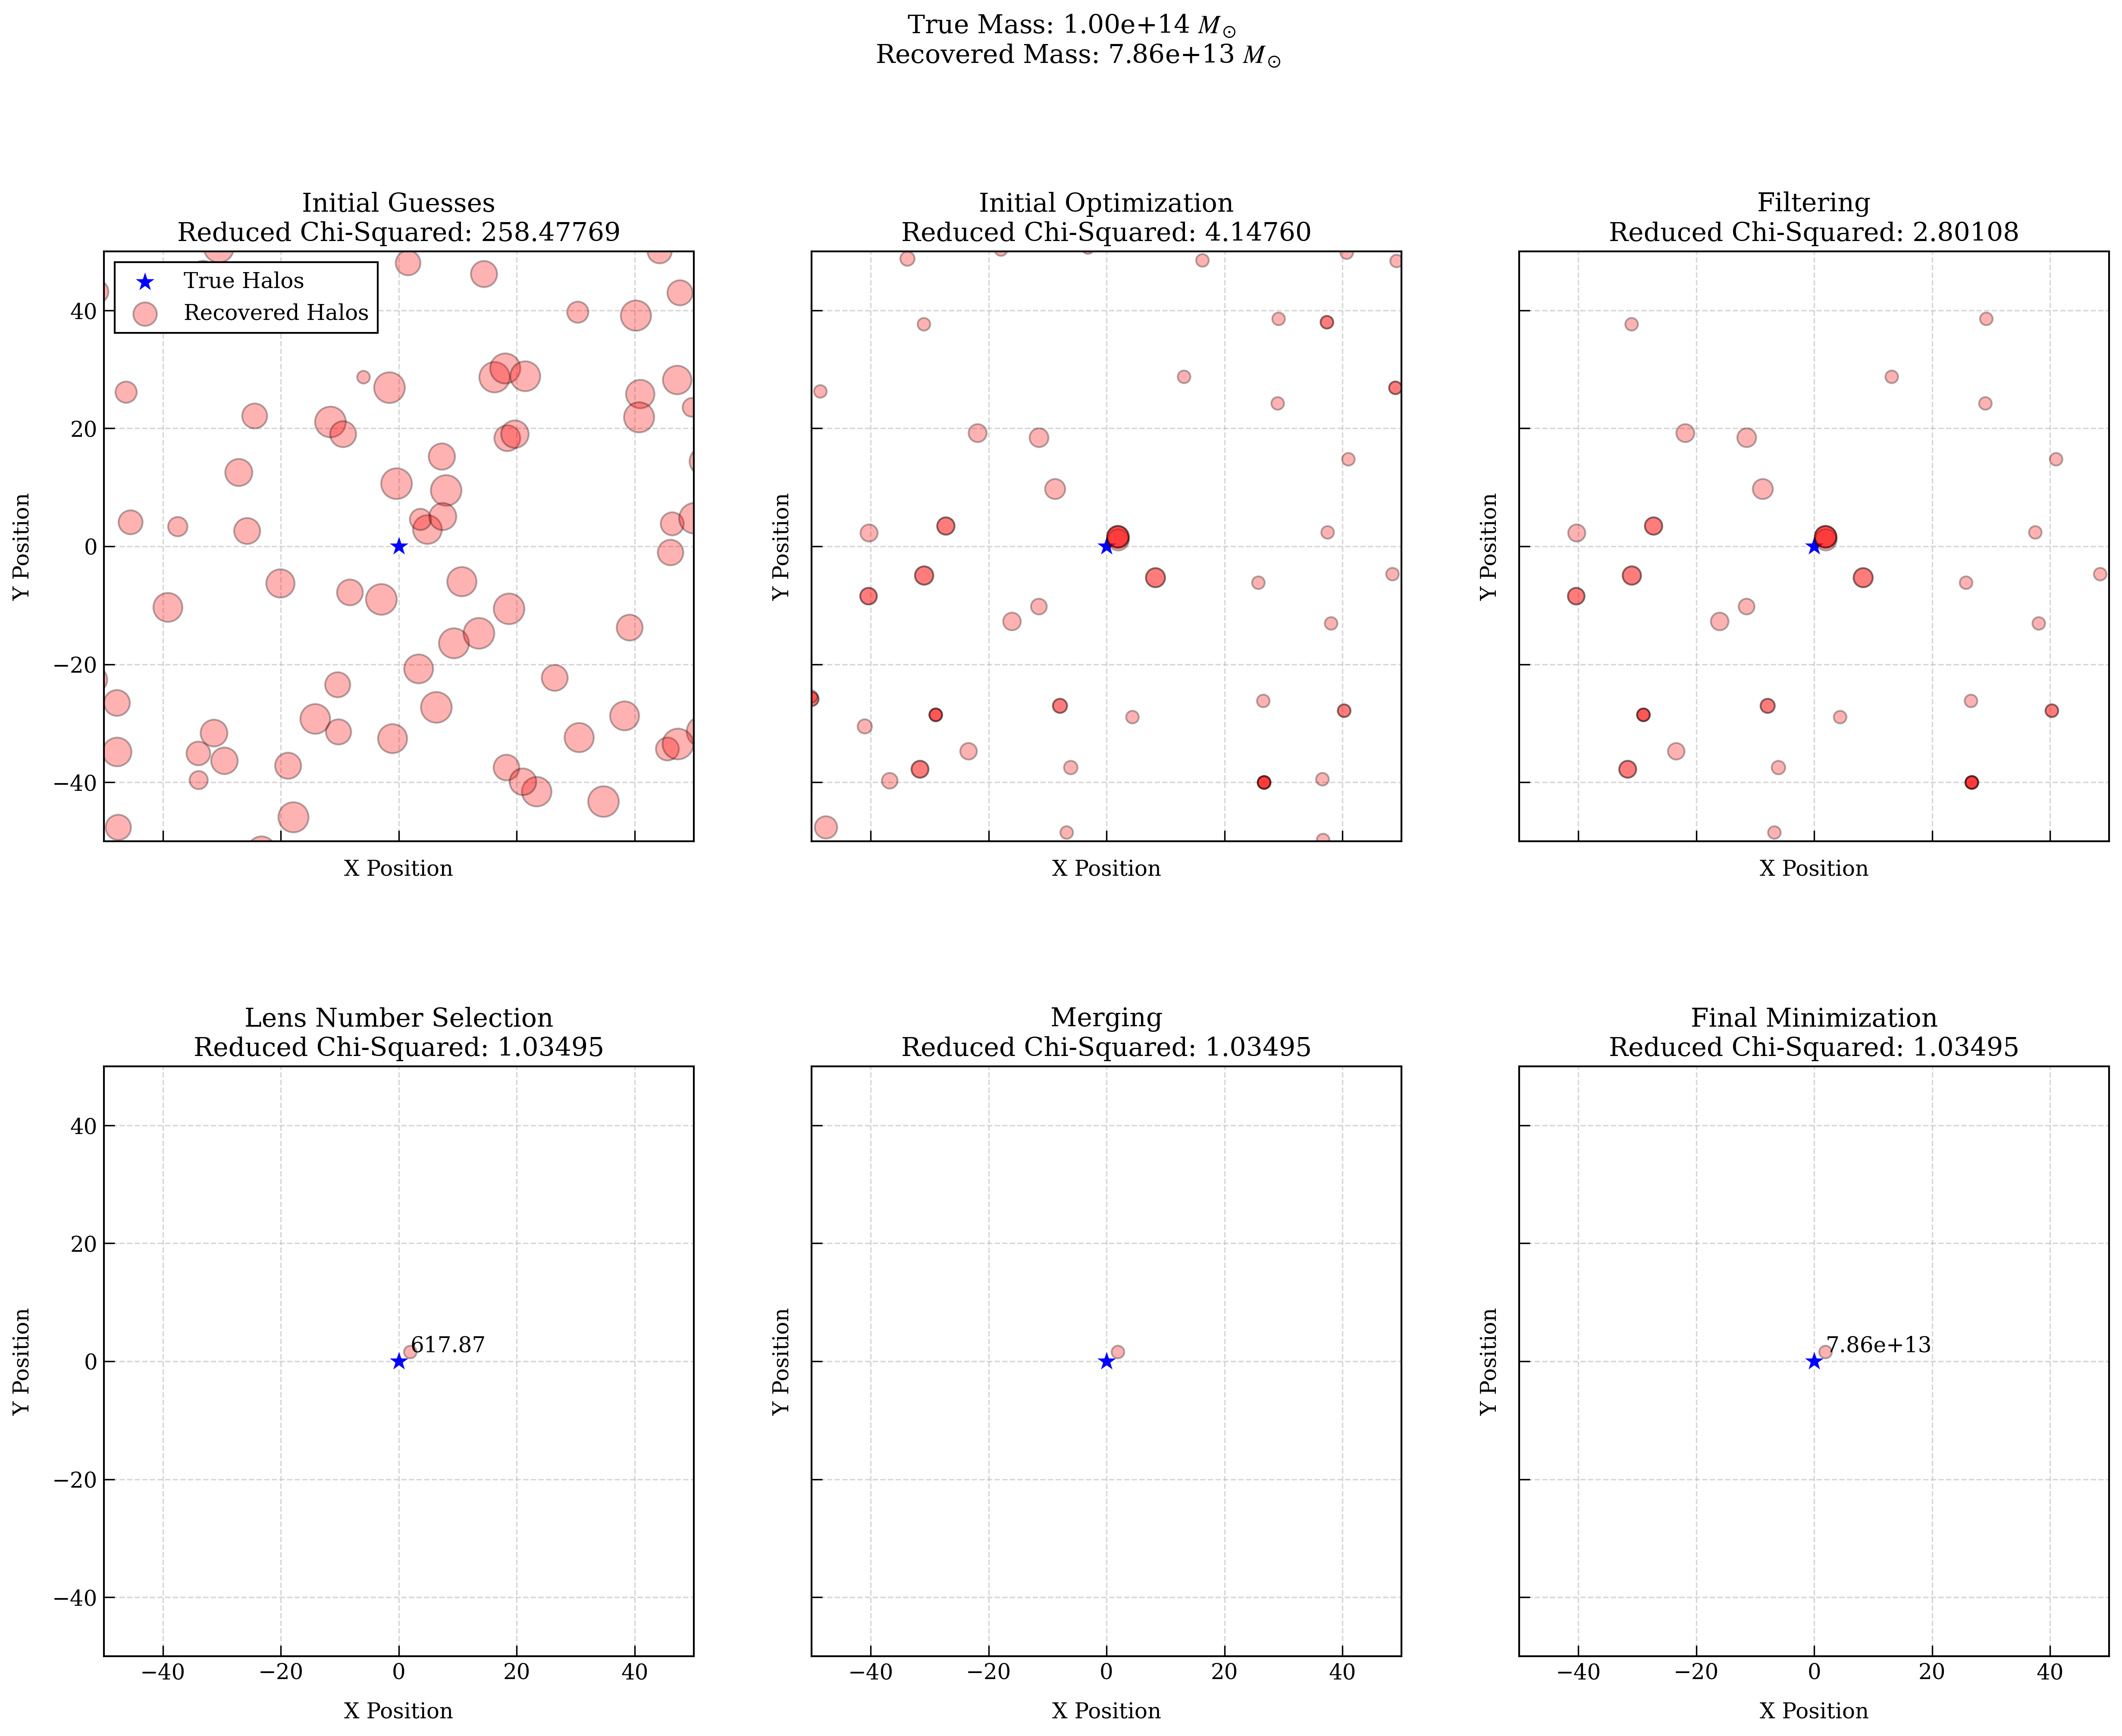 True Mass: 1.00e+14 M⊙
Recovered Mass: 7.86e+13 M⊙
Initial Guesses
Reduced Chi-Squared: 258.47769
True Halos
Recovered Halos
40
20
0
−20
−40
Y Position
X Position
Initial Optimization
Reduced Chi-Squared: 4.14760
Y Position
X Position
Filtering
Reduced Chi-Squared: 2.80108
Y Position
X Position
Lens Number Selection
Reduced Chi-Squared: 1.03495
617.87
40
20
0
−20
−40
Y Position
−40 −20 0 20 40
X Position
Merging
Reduced Chi-Squared: 1.03495
Y Position
−40 −20 0 20 40
X Position
Final Minimization
Reduced Chi-Squared: 1.03495
7.86e+13
Y Position
−40 −20 0 20 40
X Position